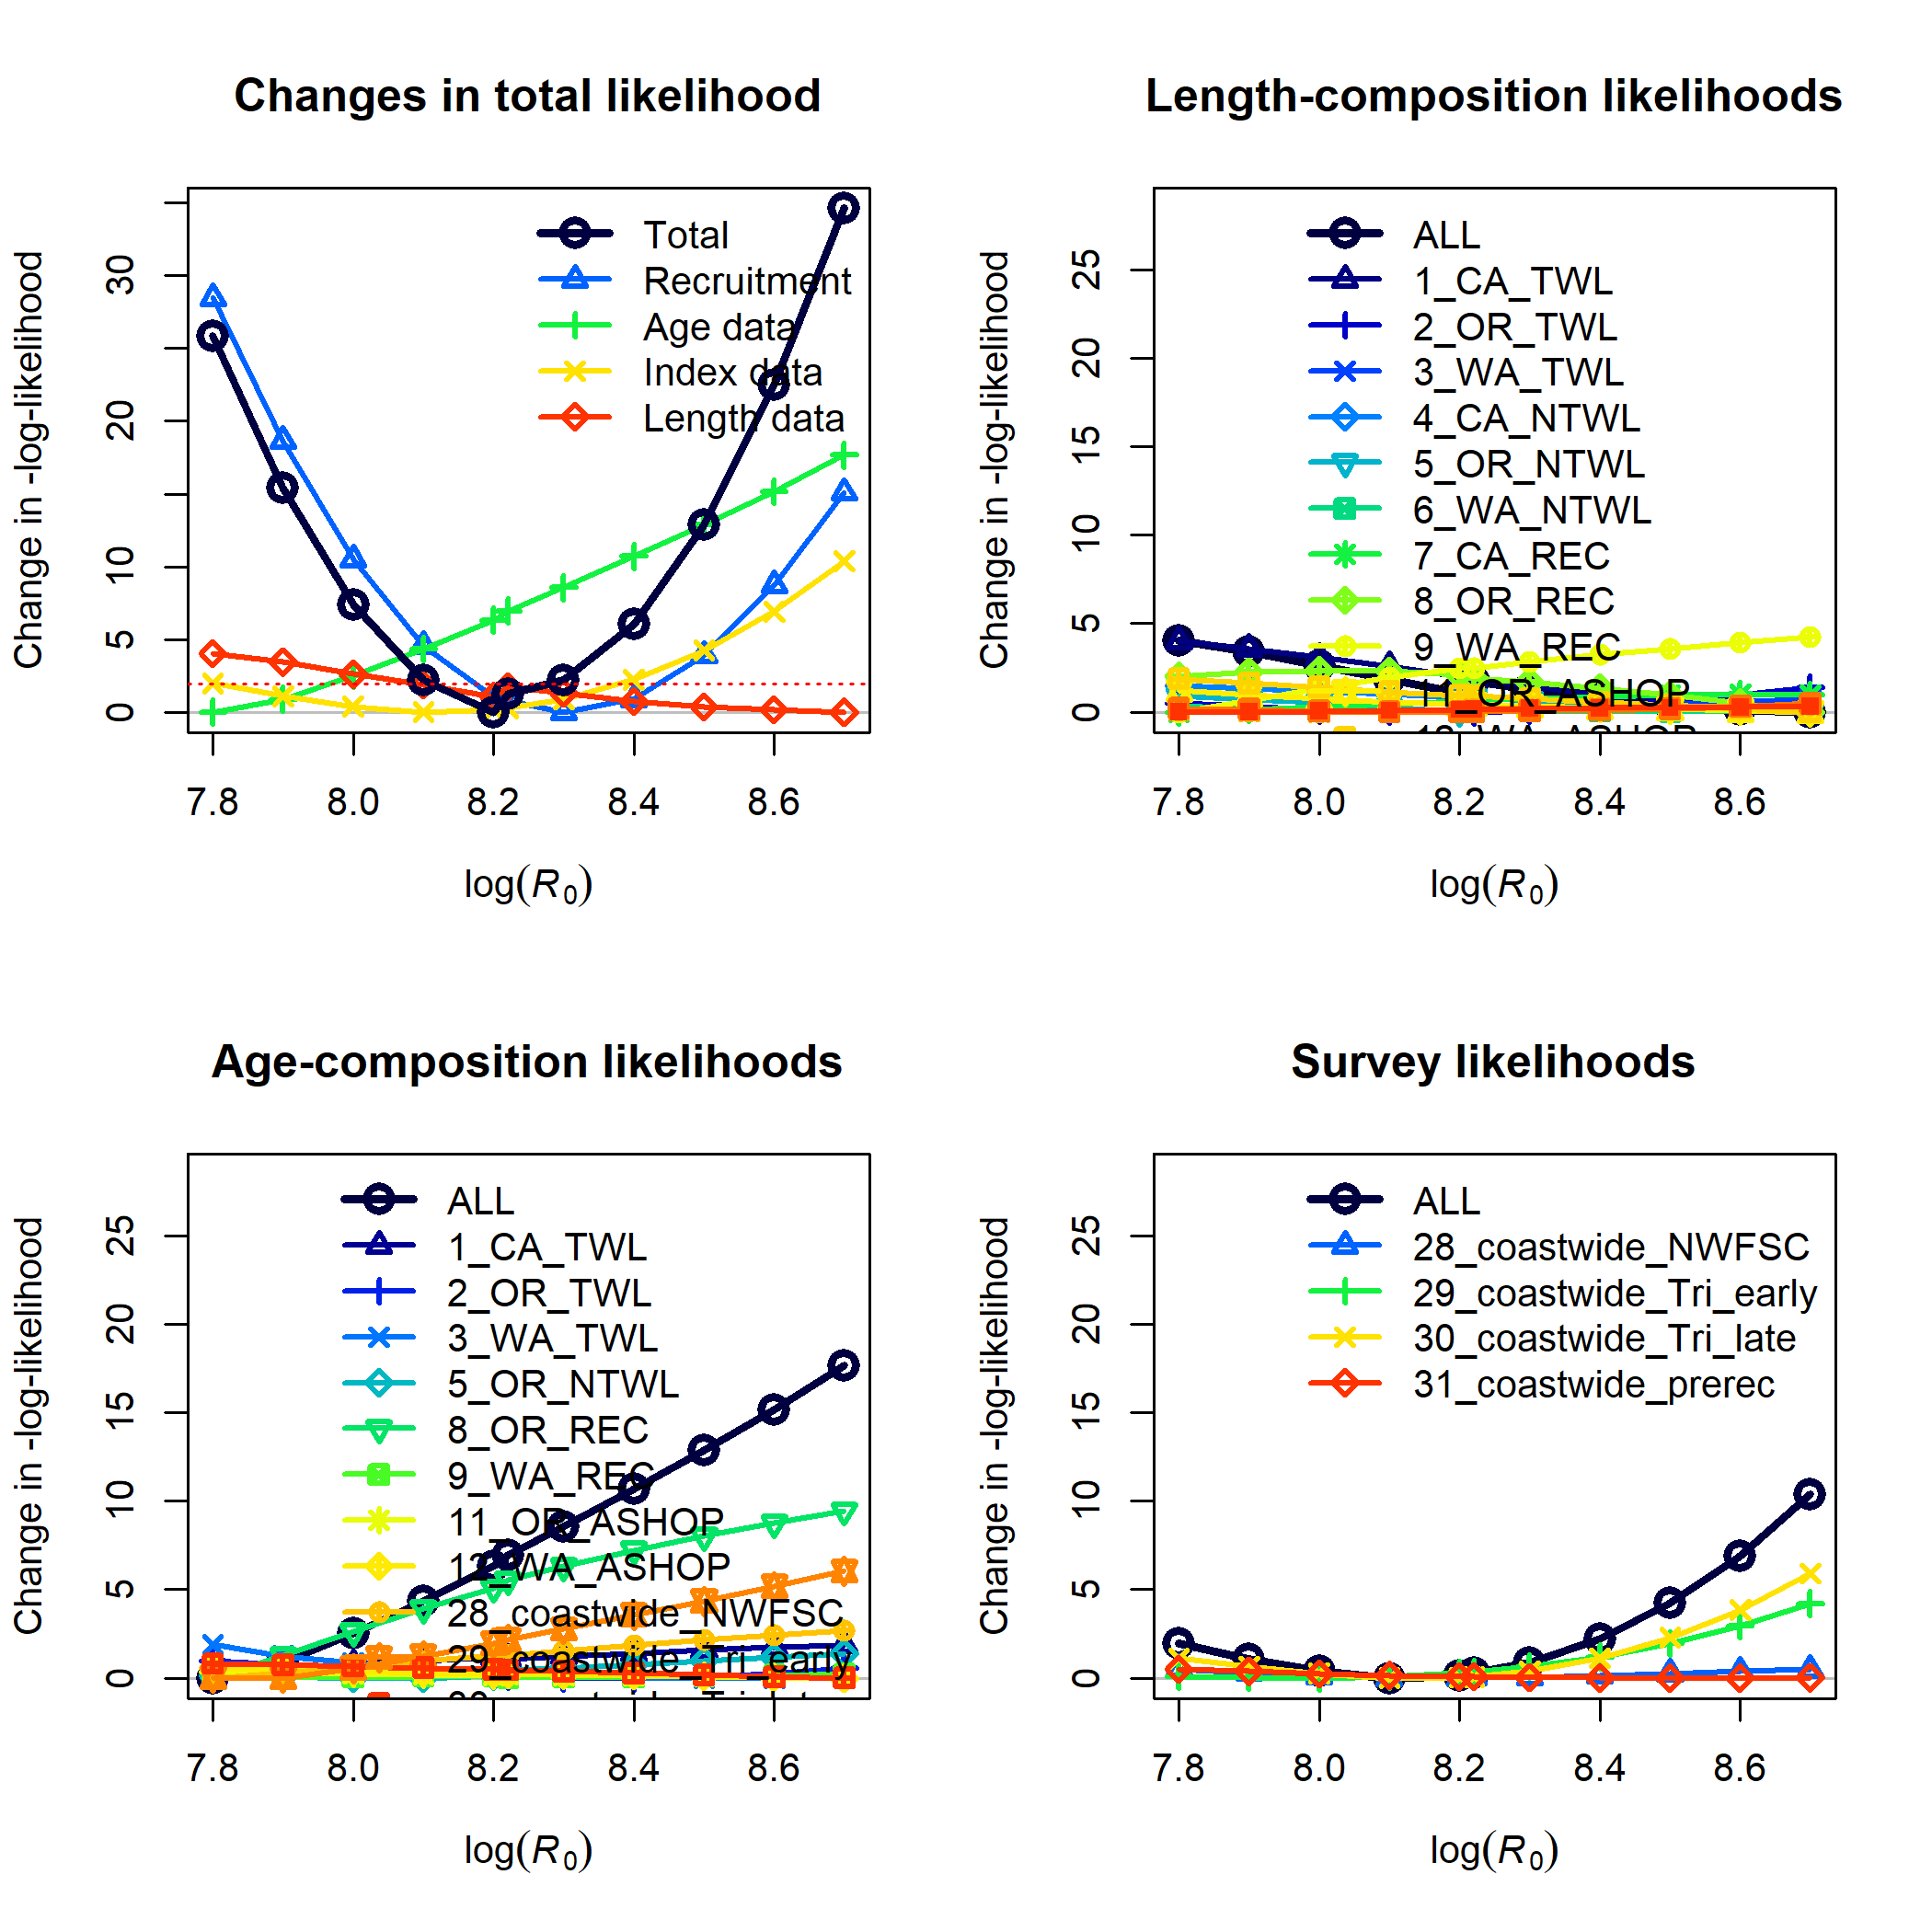 Changes in total likelihood
Change in -log-likelihood
0
5
10
20
30
Total
Recruitment
Age data
Index data
Length data
7.8
8.0
8.2
8.4
8.6
log(R0)
Length-composition likelihoods
Change in -log-likelihood
0
5
10
15
20
25
ALL
1_CA_TWL
2_OR_TWL
3_WA_TWL
4_CA_NTWL
5_OR_NTWL
6_WA_NTWL
7_CA_REC
8_OR_REC
9_WA_REC
11_OR_ASHOP
12_WA_ASHOP
7.8
8.0
8.2
8.4
8.6
log(R0)
Age-composition likelihoods
Change in -log-likelihood
0
5
10
15
20
25
ALL
1_CA_TWL
2_OR_TWL
3_WA_TWL
5_OR_NTWL
8_OR_REC
9_WA_REC
11_OR_ASHOP
12_WA_ASHOP
28_coastwide_NWFSC
29_coastwide_Tri_early
7.8
8.0
8.2
8.4
8.6
log(R0)
Survey likelihoods
Change in -log-likelihood
0
5
10
15
20
25
ALL
28_coastwide_NWFSC
29_coastwide_Tri_early
30_coastwide_Tri_late
31_coastwide_prerec
7.8
8.0
8.2
8.4
8.6
log(R0)